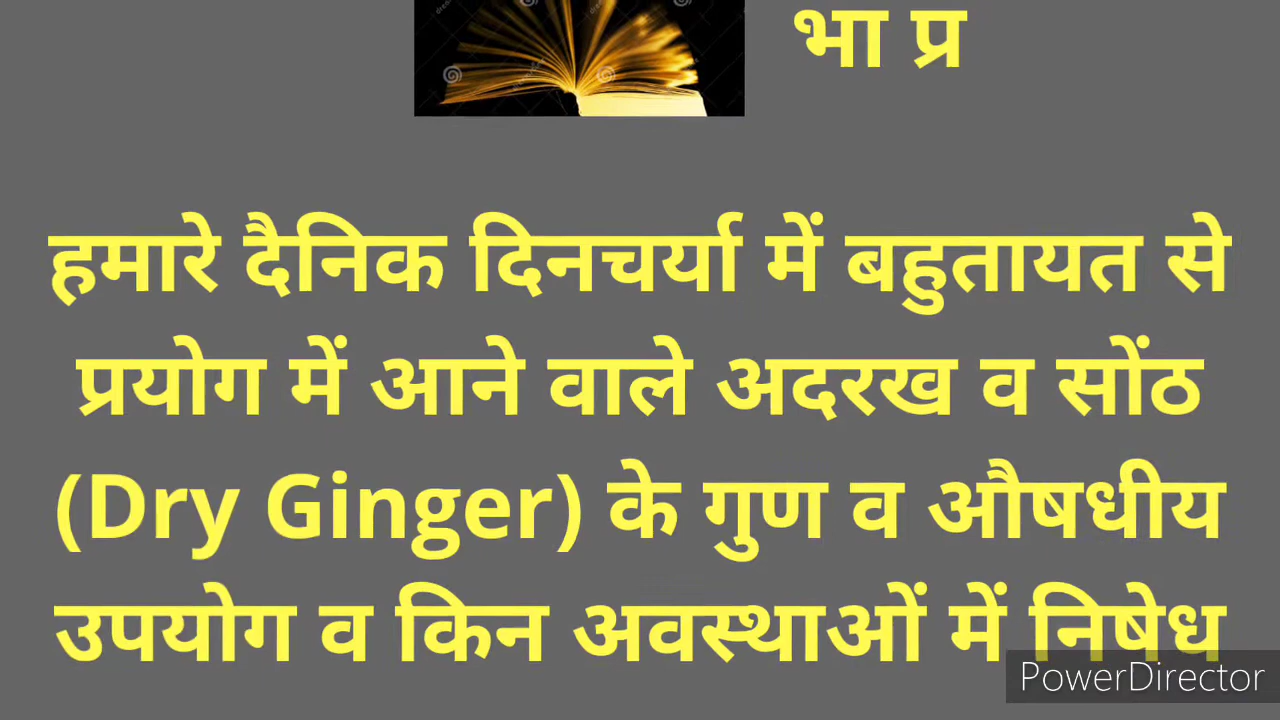 भा प्र
हमारे दैनिक दिनचर्या में बहुतायत से
प्रयोग में आने वाले अदरख व सोंठ
(Dry Ginger) के गुण व औषधीय
उपयोग व किन अवस्थाओं में निषेध
PowerDirector